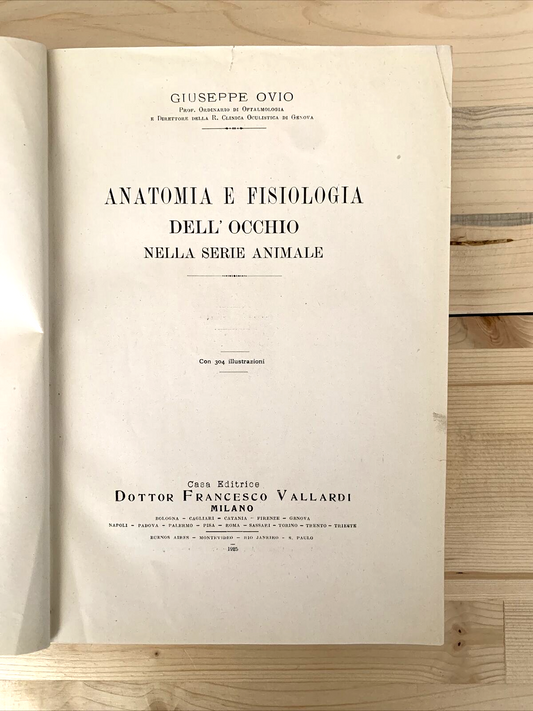 GIUSEPPE OVIO
Prof. Ordinario di Oftalmologia
e Direttore della R. Clinica Oculistica di Genova
ANATOMIA E FISIOLOGIA
DELL' OCCHIO
NELLA SERIE ANIMALE
Con 304 illustrazioni
Casa Editrice
Dottor Francesco Vallardi
MILANO
BOLOGNA – CAGLIARI – CATANIA – FIRENZE – GENOVA
NAPOLI – PADOVA – PALERMO – PISA – ROMA – SASSARI – TORINO – TRENTO – TRIESTE
BUENOS AIRES – MONTEVIDEO – RIO JANEIRO – S. PAULO
1925